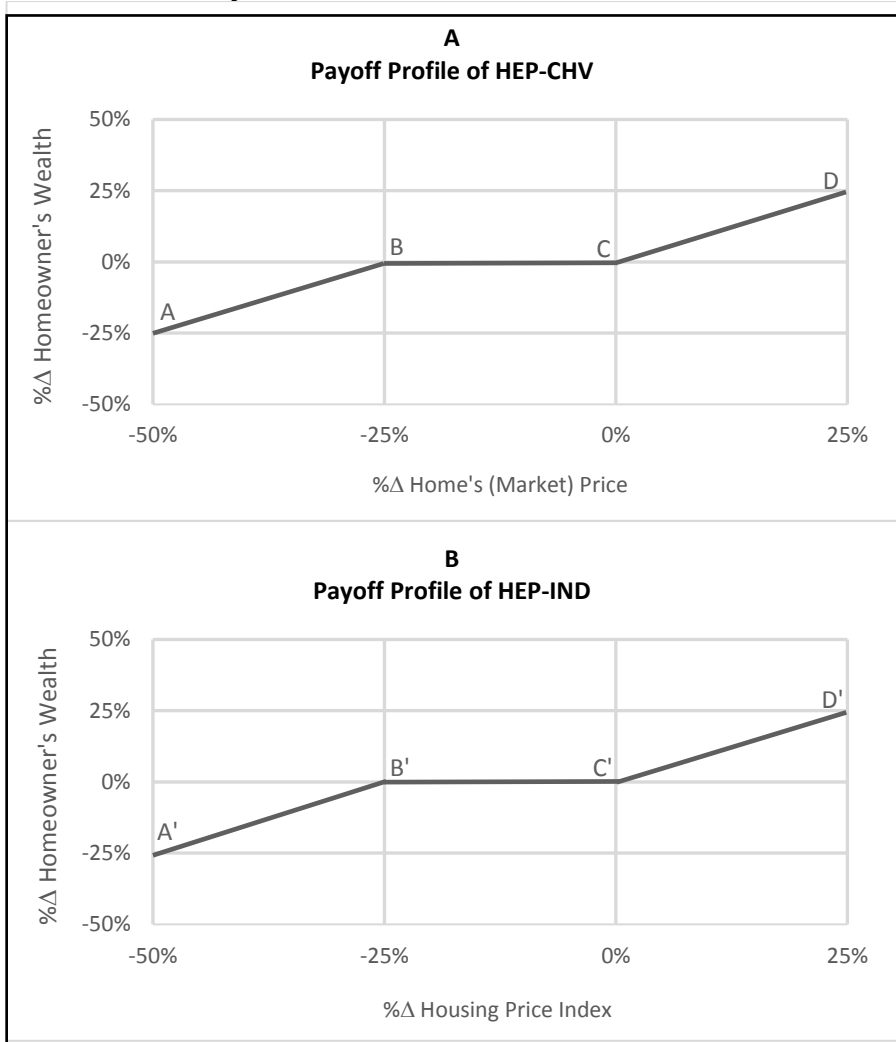 A
Payoff Profile of HEP-CHV
%Δ Homeowner's Wealth
50%
25%
0%
-25%
-50%
A
B
C
D
-50%
-25%
0%
25%
%Δ Home's (Market) Price
B
Payoff Profile of HEP-IND
%Δ Homeowner's Wealth
50%
25%
0%
-25%
-50%
A'
B'
C'
D'
-50%
-25%
0%
25%
%Δ Housing Price Index